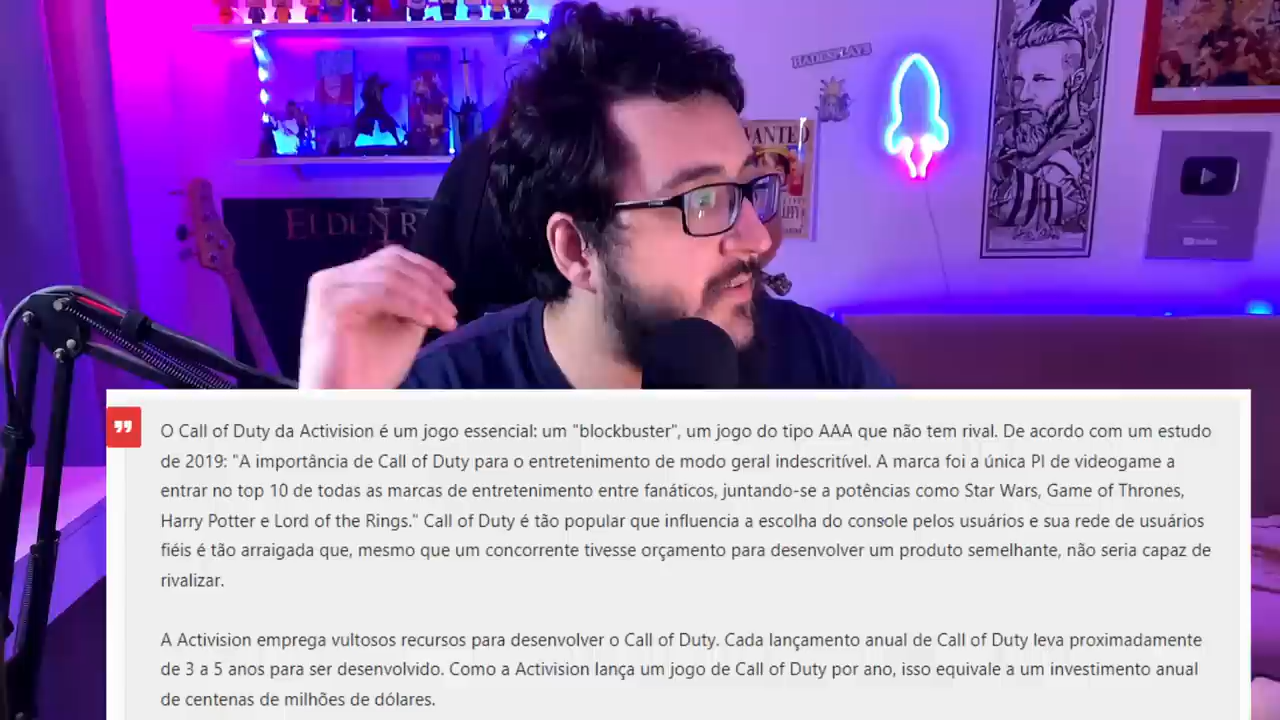 HADESPLAYS
WANTED
ELDEN R
O Call of Duty da Activision é um jogo essencial: um "blockbuster", um jogo do tipo AAA que não tem rival. De acordo com um estudo
de 2019: "A importância de Call of Duty para o entretenimento de modo geral indescritível. A marca foi a única PI de videogame a
entrar no top 10 de todas as marcas de entretenimento entre fanáticos, juntando-se a potências como Star Wars, Game of Thrones,
Harry Potter e Lord of the Rings." Call of Duty é tão popular que influencia a escolha do console pelos usuários e sua rede de usuários
fiéis é tão arraigada que, mesmo que um concorrente tivesse orçamento para desenvolver um produto semelhante, não seria capaz de
rivalizar.
A Activision emprega vultosos recursos para desenvolver o Call of Duty. Cada lançamento anual de Call of Duty leva proximadamente
de 3 a 5 anos para ser desenvolvido. Como a Activision lança um jogo de Call of Duty por ano, isso equivale a um investimento anual
de centenas de milhões de dólares.